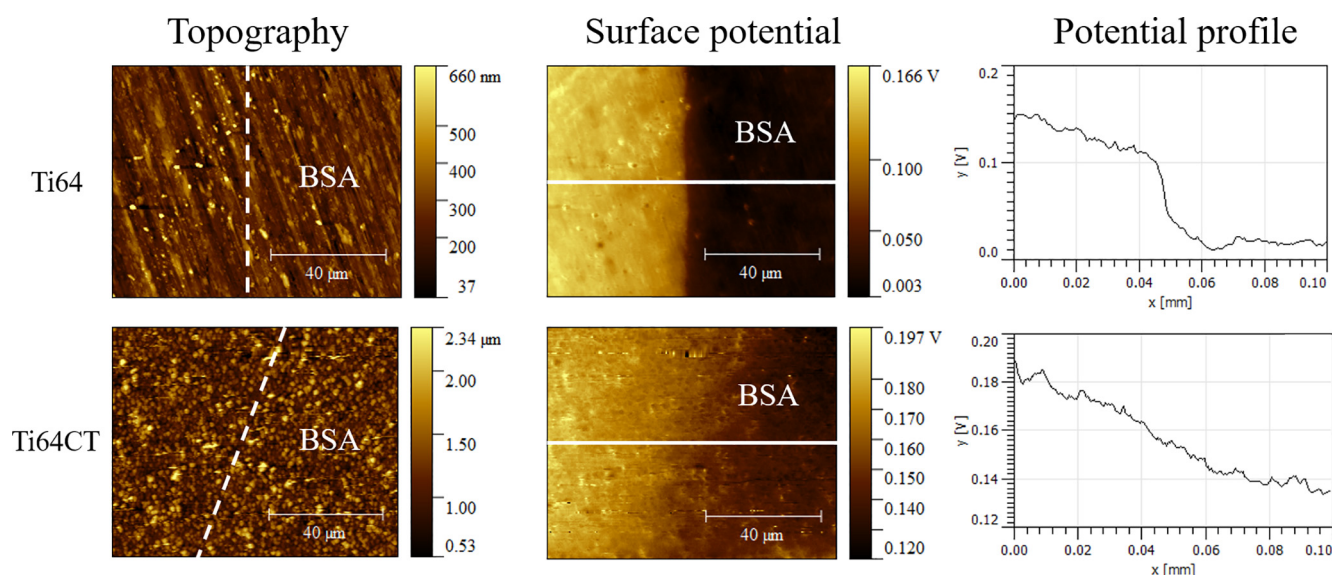 Topography
Surface potential
Potential profile
Ti64
BSA
40 μm
660 nm
500
400
300
200
37
BSA
40 μm
0.166 V
0.100
0.050
0.003
0.2
0.1
0.0
y [V]
0.00 0.02 0.04 0.06 0.08 0.10
x [mm]
Ti64CT
BSA
40 μm
2.34 μm
2.00
1.50
1.00
0.53
BSA
40 μm
0.197 V
0.180
0.170
0.160
0.150
0.140
0.120
0.20
0.18
0.16
0.14
0.12
y [V]
0.00 0.02 0.04 0.06 0.08 0.10
x [mm]